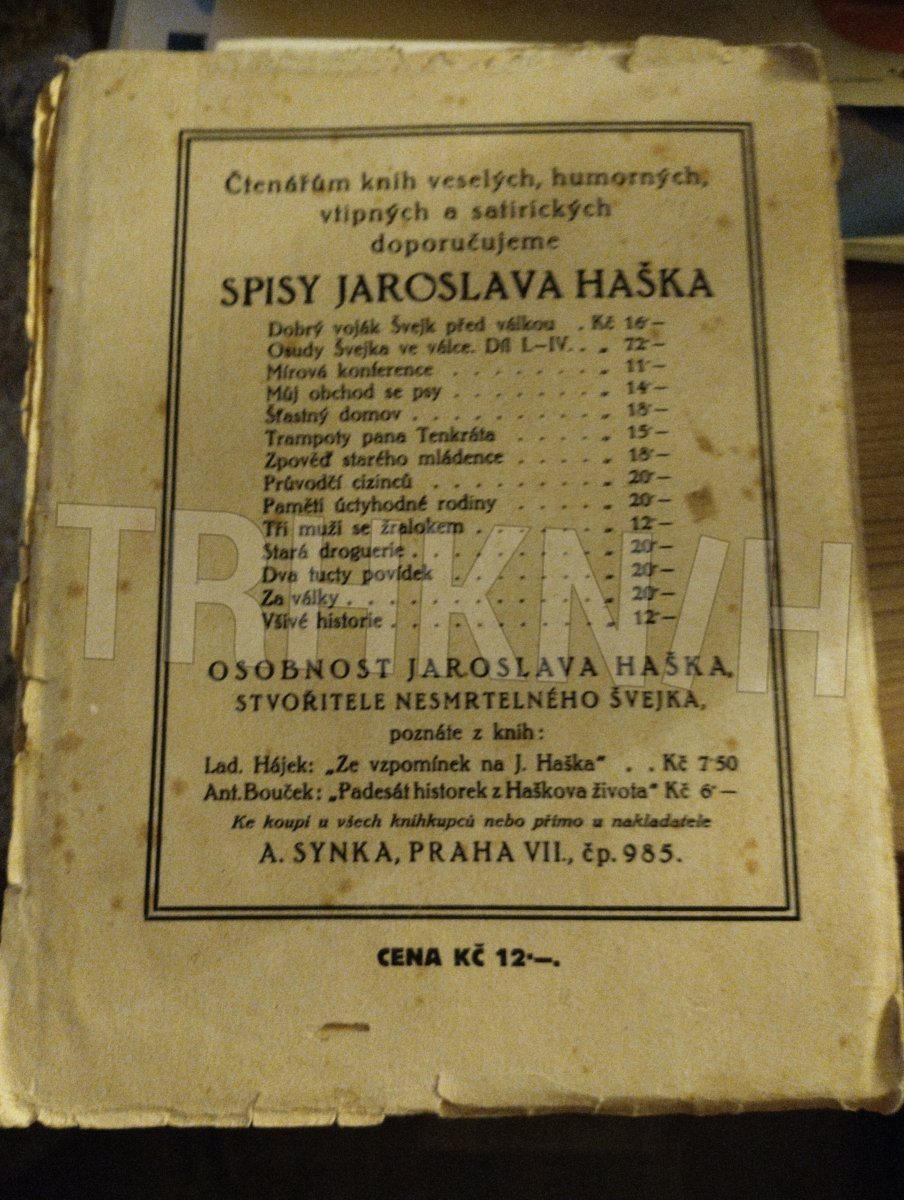 Čtenářům knih veselých, humorných,
vtipných a satirických
doporučujeme
SPISY JAROSLAVA HAŠKA
Dobrý voják Švejk před válkou . Kč 16·—
Osudy Švejka ve válce. Díl I.—IV. . „ 72·—
Mírová konference . . . . . . „ 11·—
Můj obchod se psy . . . . . . „ 14·—
Šťastný domov . . . . . . . „ 18·—
Trampoty pana Tenkráta . . . . „ 15·—
Zpověď starého mládence . . . . „ 18·—
Průvodčí cizinců . . . . . . „ 20·—
Paměti úctyhodné rodiny . . . . „ 20·—
Tři muži se žralokem . . . . . „ 12·—
Stará droguerie . . . . . . . „ 20·—
Dva tucty povídek . . . . . . „ 20·—
Za války . . . . . . . . . „ 20·—
Všivé historie . . . . . . . „ 12·—
OSOBNOST JAROSLAVA HAŠKA,
STVOŘITELE NESMRTELNÉHO ŠVEJKA,
poznáte z knih:
Lad. Hájek: „Ze vzpomínek na J. Haška“ . . Kč 7·50
Ant. Bouček: „Padesát historek z Haškova života“ Kč 6·—
Ke koupi u všech knihkupců nebo přímo u nakladatele
A. SYNKA, PRAHA VII., čp. 985.
CENA KČ 12·—.
TRHKNIH